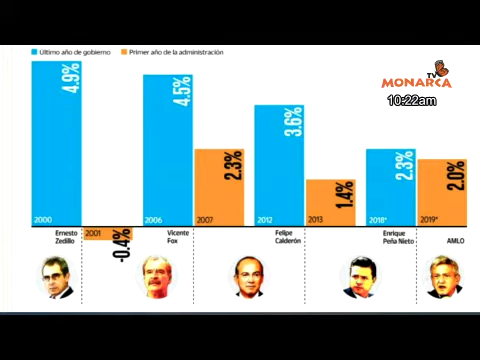 Último año de gobierno
Primer año de la administración
TV
MONARCA
10:22am
4.9%
4.5%
3.6%
2.3%
2.3%
1.4%
2.0%
2000
2001
2006
2007
2012
2013
2018*
2019*
-0.4%
Ernesto
Zedillo
Vicente
Fox
Felipe
Calderón
Enrique
Peña Nieto
AMLO